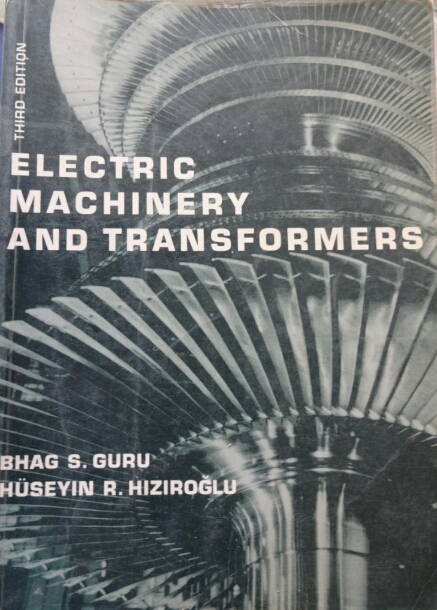 THIRD EDITION
ELECTRIC
MACHINERY
AND TRANSFORMERS
BHAG S. GURU
HÜSEYIN R. HIZIROĞLU